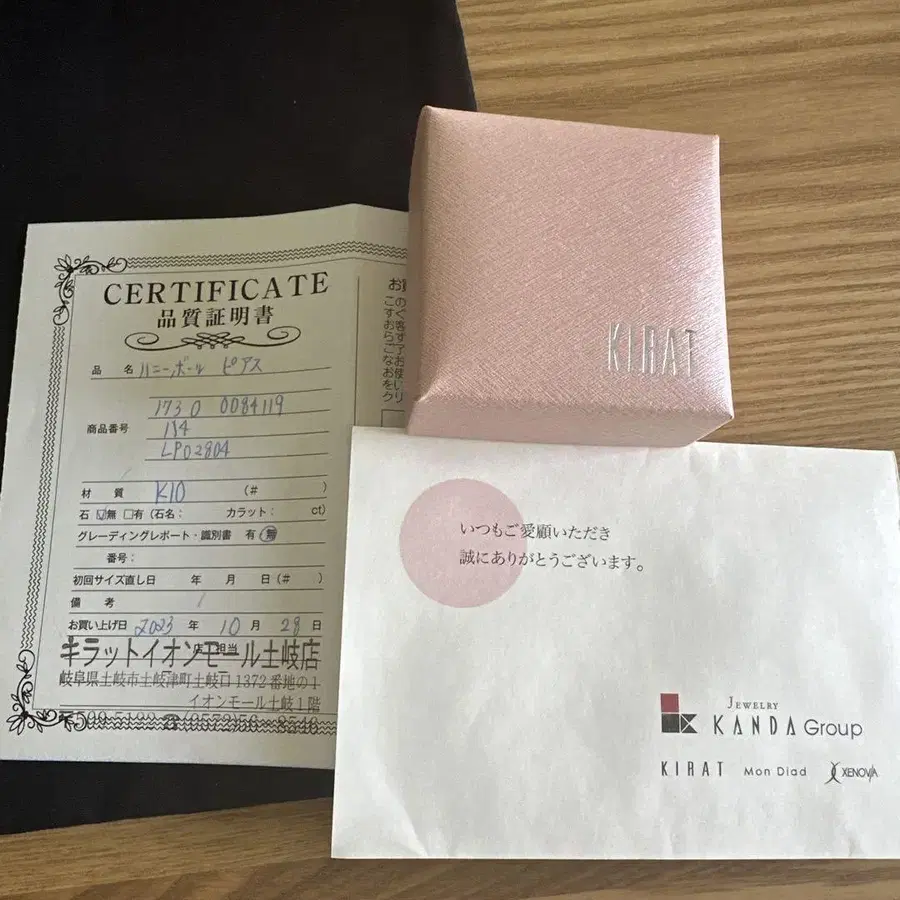 CERTIFICATE
品質証明書
品 名 ハニーボール ピアス
1730 0084119
商品番号 114
LP02804
材 質 K10 (# )
石 ☑無 □有 (石名: カラット: ct)
グレーディングレポート・識別書 有 無
番号:
初回サイズ直し日 年 月 日 (# )
備 考
お買い上げ日 2023 年 10 月 28 日
キラットイオンモール土岐店
岐阜県土岐市土岐津町土岐口1372番地の1
イオンモール土岐1階
KIRAT
いつもご愛顧いただき
誠にありがとうございます。
JEWELRY
KANDA Group
KIRAT Mon Diad XENOVIA